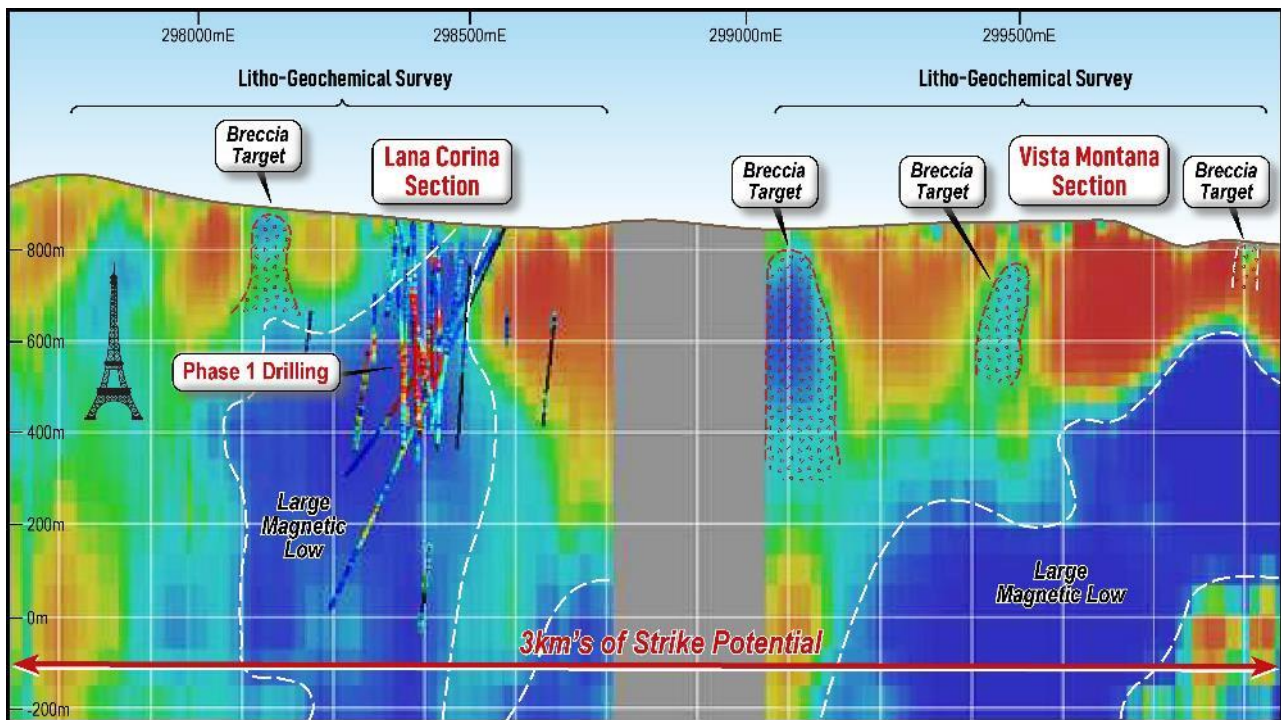 298000mE
298500mE
299000mE
299500mE
Litho-Geochemical Survey
Litho-Geochemical Survey
Breccia
Target
Lana Corina
Section
Breccia
Target
Breccia
Target
Vista Montana
Section
Breccia
Target
800m
600m
Phase 1 Drilling
400m
Large
Magnetic
Low
200m
Large
Magnetic Low
0m
3km's of Strike Potential
-200m